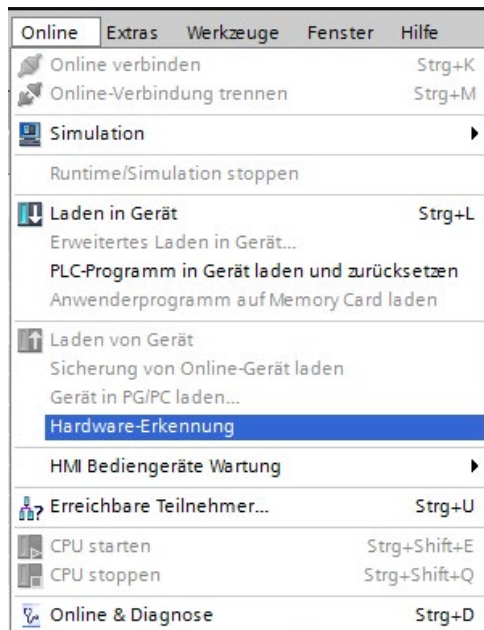 Online Extras Werkzeuge Fenster Hilfe
Online verbinden Strg+K
Online-Verbindung trennen Strg+M
Simulation
Runtime/Simulation stoppen
Laden in Gerät Strg+L
Erweitertes Laden in Gerät...
PLC-Programm in Gerät laden und zurücksetzen
Anwenderprogramm auf Memory Card laden
Laden von Gerät
Sicherung von Online-Gerät laden
Gerät in PG/PC laden...
Hardware-Erkennung
HMI Bediengeräte Wartung
Erreichbare Teilnehmer... Strg+U
CPU starten Strg+Shift+E
CPU stoppen Strg+Shift+Q
Online & Diagnose Strg+D